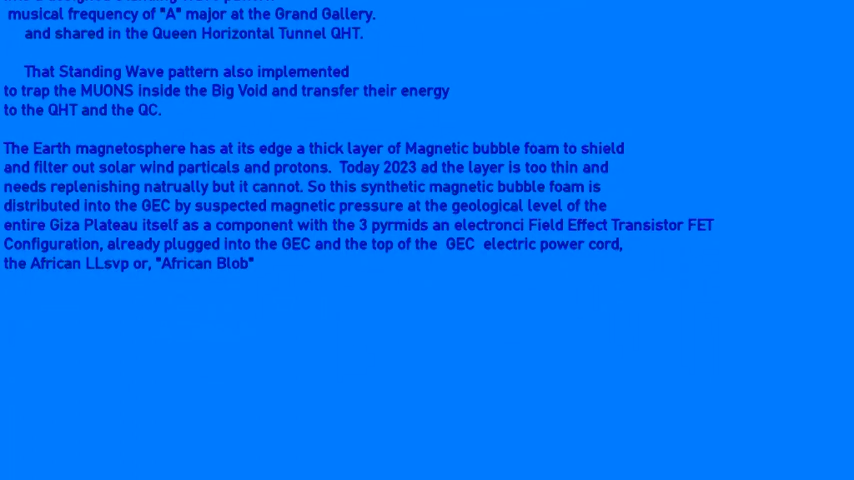 musical frequency of "A" major at the Grand Gallery.
and shared in the Queen Horizontal Tunnel QHT.
That Standing Wave pattern also implemented
to trap the MUONS inside the Big Void and transfer their energy
to the QHT and the QC.
The Earth magnetosphere has at its edge a thick layer of Magnetic bubble foam to shield
and filter out solar wind particals and protons. Today 2023 ad the layer is too thin and
needs replenishing natrually but it cannot. So this synthetic magnetic bubble foam is
distributed into the GEC by suspected magnetic pressure at the geological level of the
entire Giza Plateau itself as a component with the 3 pyrmids an electronci Field Effect Transistor FET
Configuration, already plugged into the GEC and the top of the GEC electric power cord,
the African LLsvp or, "African Blob"